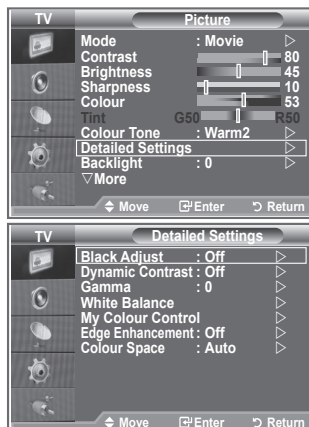 TV Picture
Mode : Movie
Contrast 80
Brightness 45
Sharpness 10
Colour 53
Tint G50 R50
Colour Tone : Warm2
Detailed Settings
Backlight : 0
▽More
Move Enter Return
TV Detailed Settings
Black Adjust : Off
Dynamic Contrast : Off
Gamma : 0
White Balance
My Colour Control
Edge Enhancement : Off
Colour Space : Auto
Move Enter Return